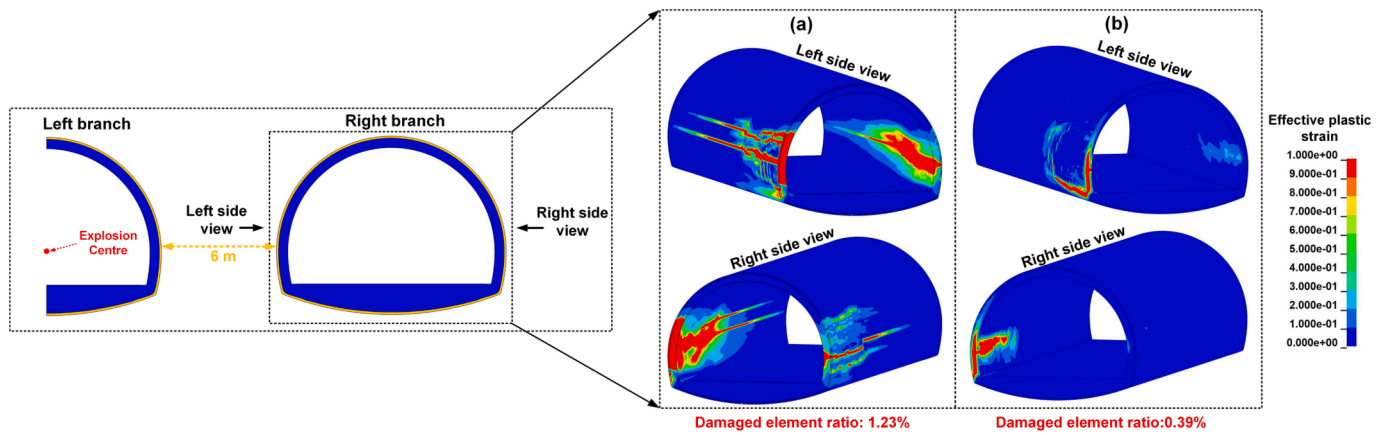 Left branch
Right branch
Left side
view
Right side
view
Explosion
Centre
6 m
(a)
Left side view
Right side view
Damaged element ratio: 1.23%
(b)
Left side view
Right side view
Damaged element ratio:0.39%
Effective plastic
strain
1.000e+00
9.000e-01
8.000e-01
7.000e-01
6.000e-01
5.000e-01
4.000e-01
3.000e-01
2.000e-01
1.000e-01
0.000e+00